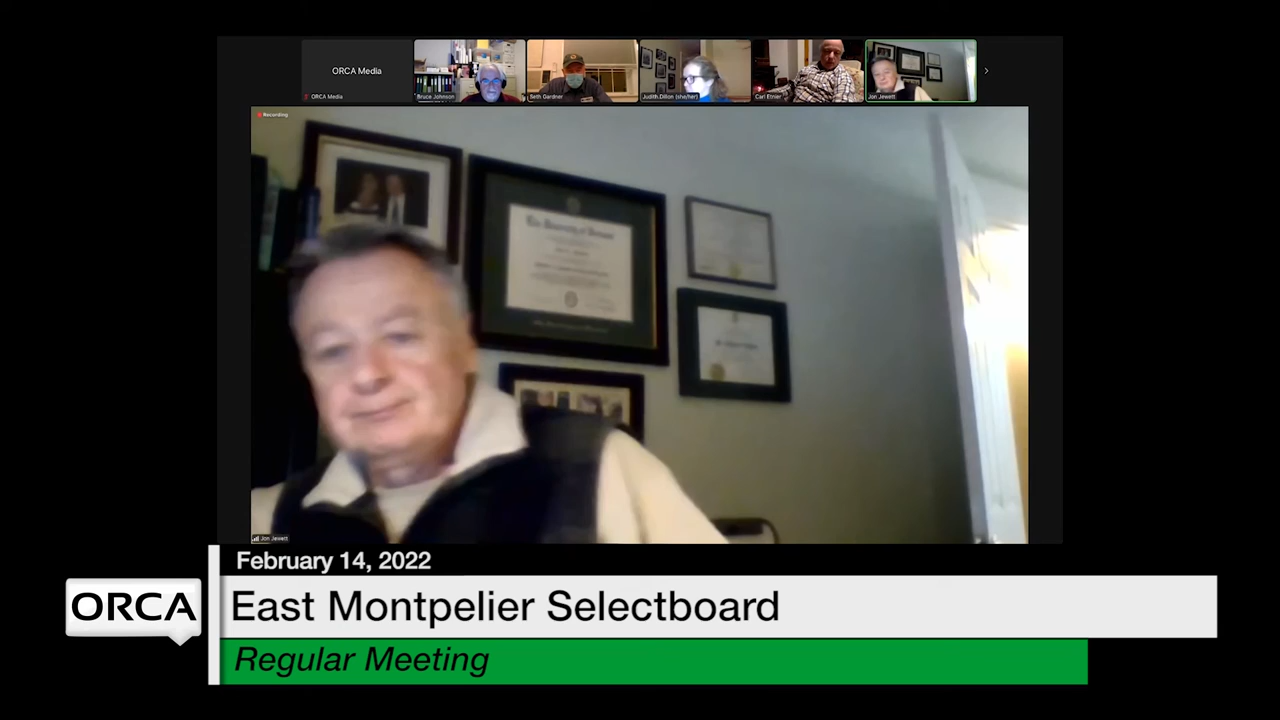 ORCA Media
ORCA Media
Bruce Johnson
Seth Gardner
Judith Dillon (she/her)
Carl Etnier
Jon Jewett
Recording
Jon Jewett
February 14, 2022
ORCA
East Montpelier Selectboard
Regular Meeting